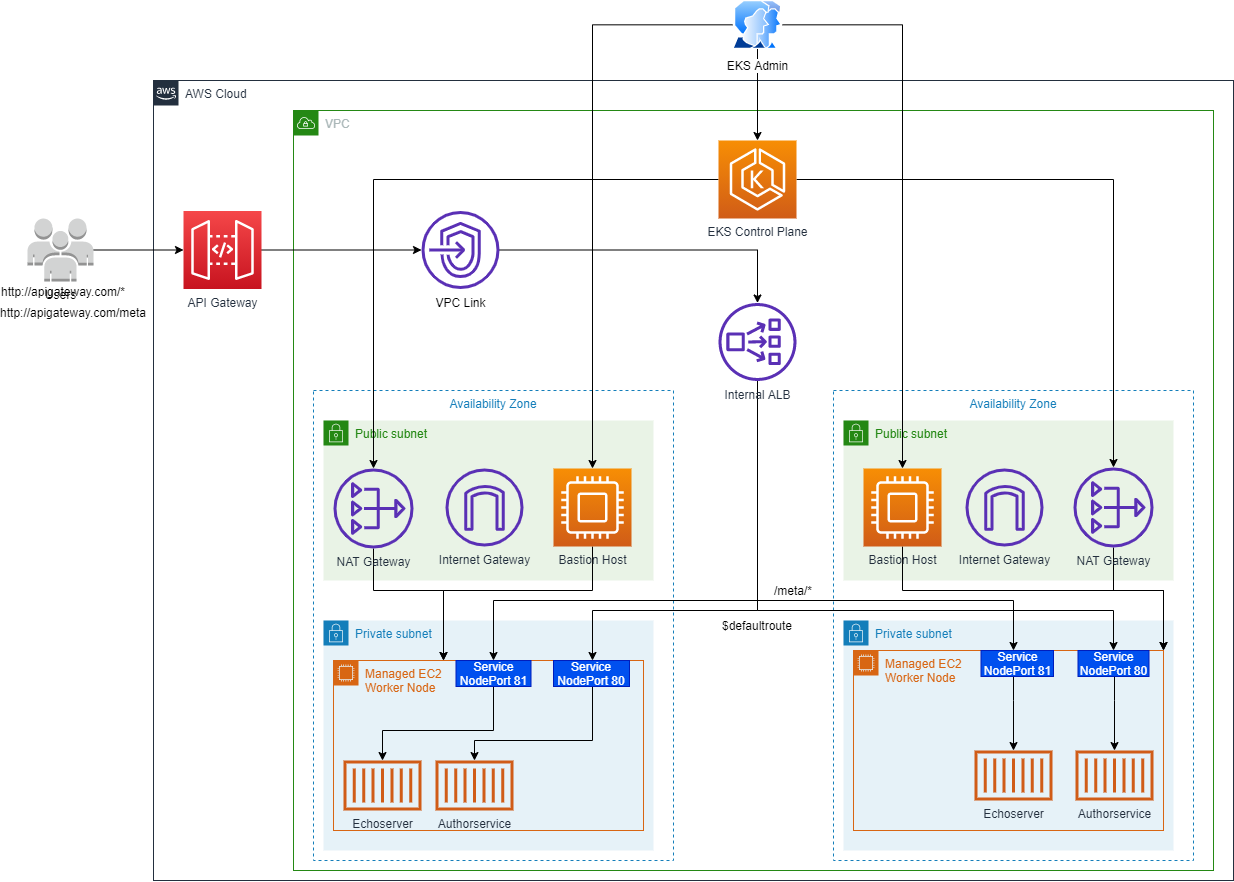 EKS Admin
aws
AWS Cloud
VPC
K
EKS Control Plane
</>
Users
http://apigateway.com/*
http://apigateway.com/meta
API Gateway
VPC Link
Internal ALB
Availability Zone
Public subnet
NAT Gateway
Internet Gateway
Bastion Host
Availability Zone
Public subnet
Bastion Host
Internet Gateway
NAT Gateway
/meta/*
$defaultroute
Private subnet
Managed EC2
Worker Node
Service
NodePort 81
Service
NodePort 80
Echoserver
Authorservice
Private subnet
Managed EC2
Worker Node
Service
NodePort 81
Service
NodePort 80
Echoserver
Authorservice